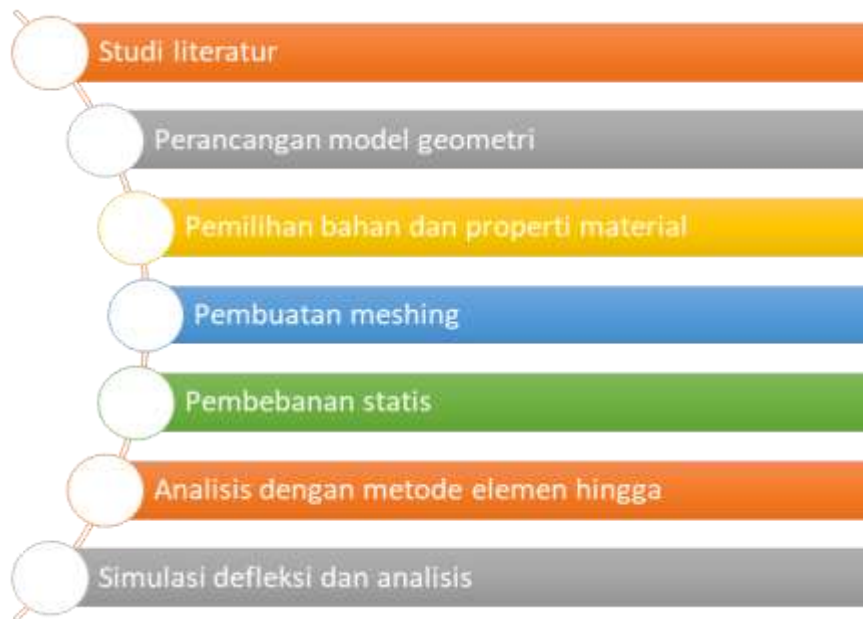 Studi literatur
Perancangan model geometri
Pemilihan bahan dan properti material
Pembuatan meshing
Pembebanan statis
Analisis dengan metode elemen hingga
Simulasi defleksi dan analisis